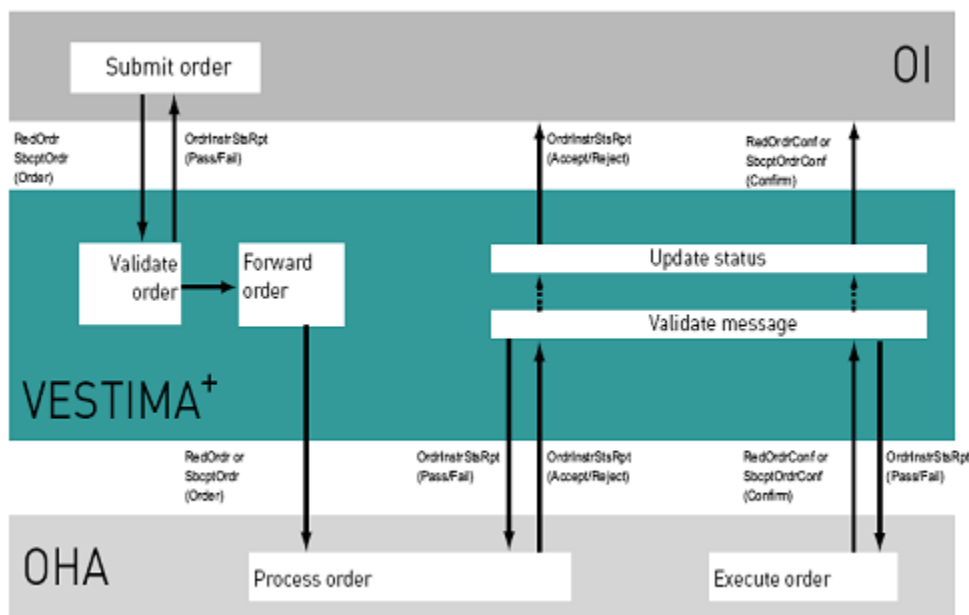 Submit order
OI
RedOrdr
SbcptOrdr
(Order)
OrdrInstrStsRpt
(Pass/Fail)
OrdrInstrStsRpt
(Accept/Reject)
RedOrdrConf or
SbcptOrdrConf
(Confirm)
Validate
order
Forward
order
Update status
Validate message
VESTIMA+
RedOrdr or
SbcptOrdr
(Order)
OrdrInstrStsRpt
(Pass/Fail)
OrdrInstrStsRpt
(Accept/Reject)
RedOrdrConf or
SbcptOrdrConf
(Confirm)
OrdrInstrStsRpt
(Pass/Fail)
OHA
Process order
Execute order